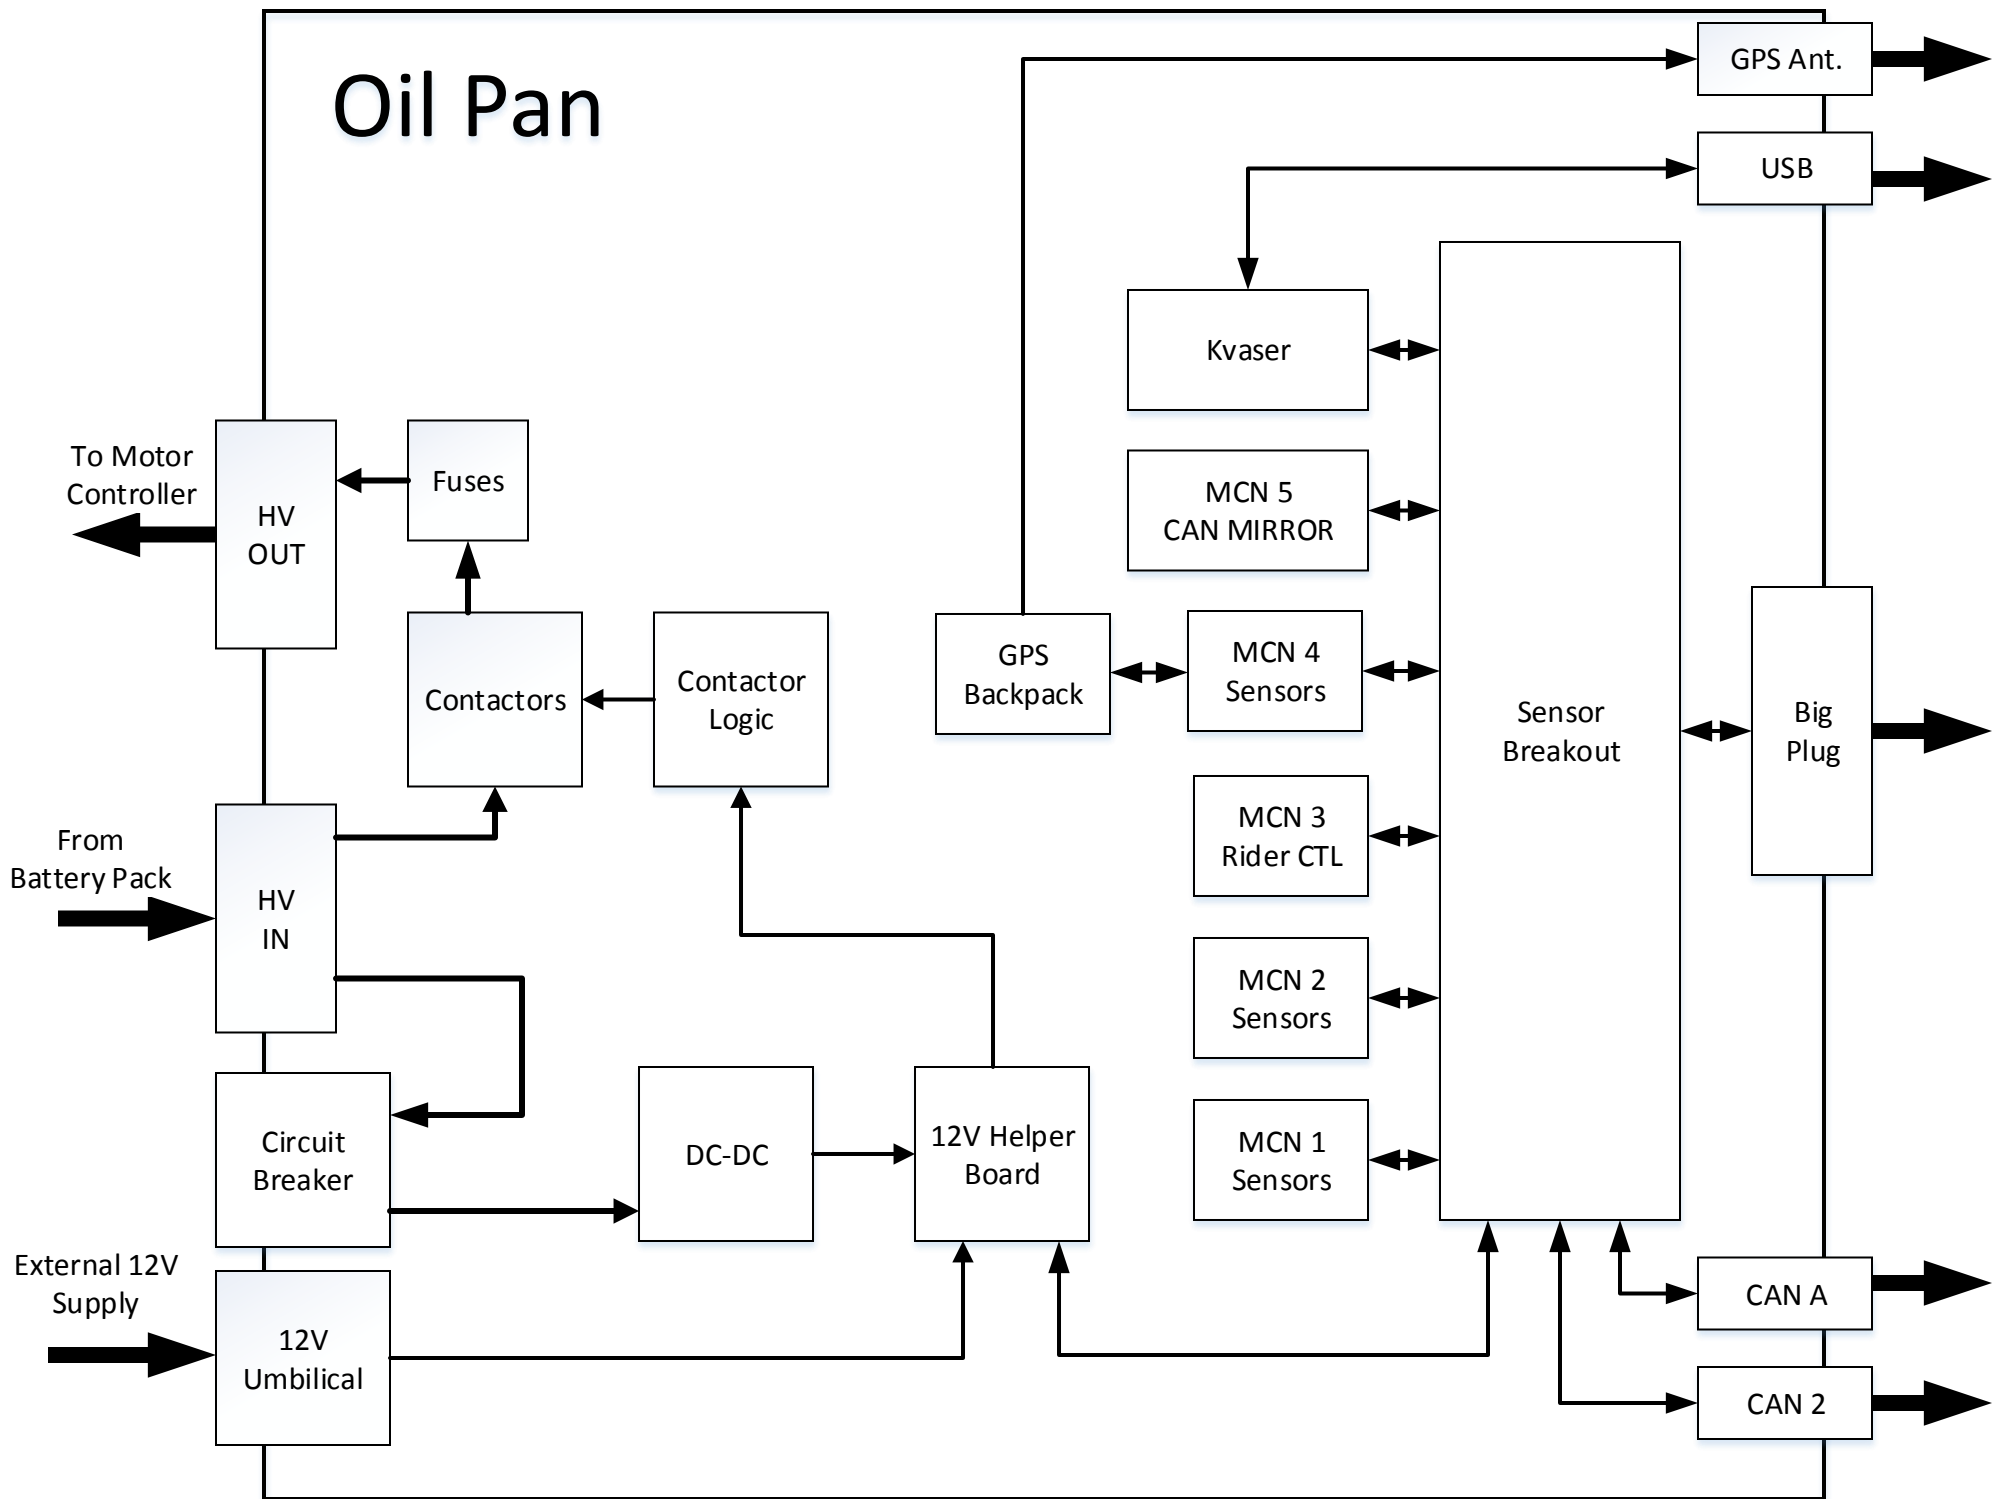 Oil Pan
GPS Ant.
USB
Kvaser
To Motor
Controller
HV
OUT
Fuses
MCN 5
CAN MIRROR
Contactors
Contactor
Logic
GPS
Backpack
MCN 4
Sensors
Sensor
Breakout
Big
Plug
From
Battery Pack
HV
IN
MCN 3
Rider CTL
MCN 2
Sensors
Circuit
Breaker
DC-DC
12V Helper
Board
MCN 1
Sensors
External 12V
Supply
12V
Umbilical
CAN A
CAN 2